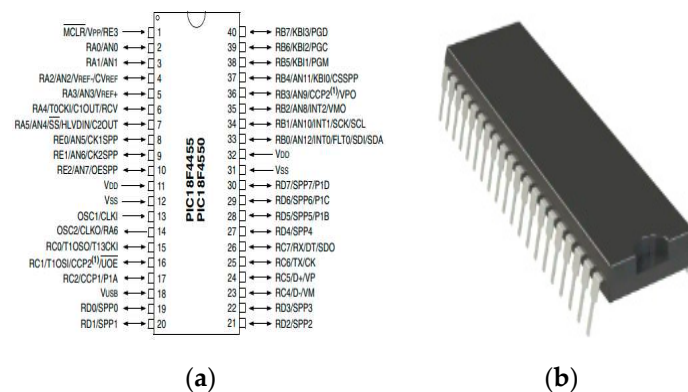 MCLR/VPP/RE3 1 40 RB7/KBI3/PGD
RA0/AN0 2 39 RB6/KBI2/PGC
RA1/AN1 3 38 RB5/KBI1/PGM
RA2/AN2/VREF-/CVREF 4 37 RB4/AN11/KBI0/CSSPP
RA3/AN3/VREF+ 5 36 RB3/AN9/CCP2(1)/VPO
RA4/T0CKI/C1OUT/RCV 6 35 RB2/AN8/INT2/VMO
RA5/AN4/SS/HLVDIN/C2OUT 7 34 RB1/AN10/INT1/SCK/SCL
RE0/AN5/CK1SPP 8 33 RB0/AN12/INT0/FLT0/SDI/SDA
RE1/AN6/CK2SPP 9 32 VDD
RE2/AN7/OESPP 10 31 VSS
VDD 11 30 RD7/SPP7/P1D
VSS 12 29 RD6/SPP6/P1C
OSC1/CLKI 13 28 RD5/SPP5/P1B
OSC2/CLKO/RA6 14 27 RD4/SPP4
RC0/T1OSO/T13CKI 15 26 RC7/RX/DT/SDO
RC1/T1OSI/CCP2(1)/UOE 16 25 RC6/TX/CK
RC2/CCP1/P1A 17 24 RC5/D+/VP
VUSB 18 23 RC4/D-/VM
RD0/SPP0 19 22 RD3/SPP3
RD1/SPP1 20 21 RD2/SPP2
PIC18F4455
PIC18F4550
(a) (b)